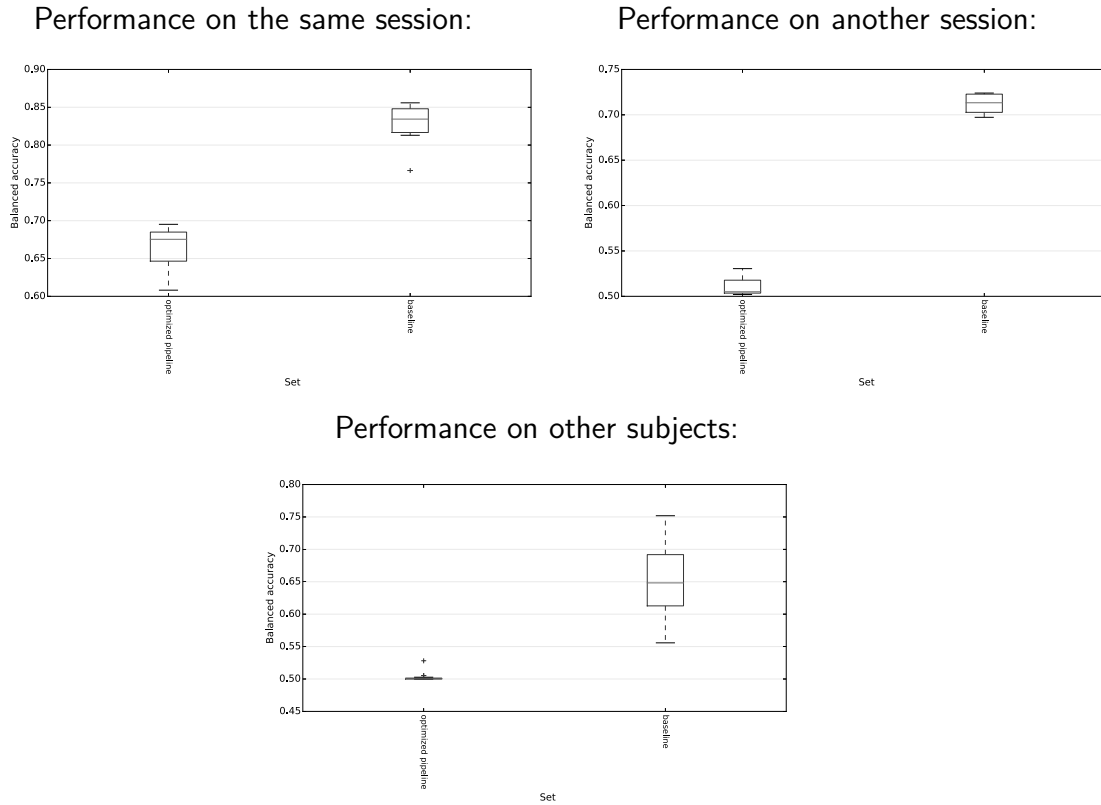 Performance on the same session:
0.90
0.85
0.80
0.75
0.70
0.65
0.60
Balanced accuracy
optimized pipeline
baseline
Set
Performance on another session:
0.75
0.70
0.65
0.60
0.55
0.50
Balanced accuracy
optimized pipeline
baseline
Set
Performance on other subjects:
0.80
0.75
0.70
0.65
0.60
0.55
0.50
0.45
Balanced accuracy
optimized pipeline
baseline
Set